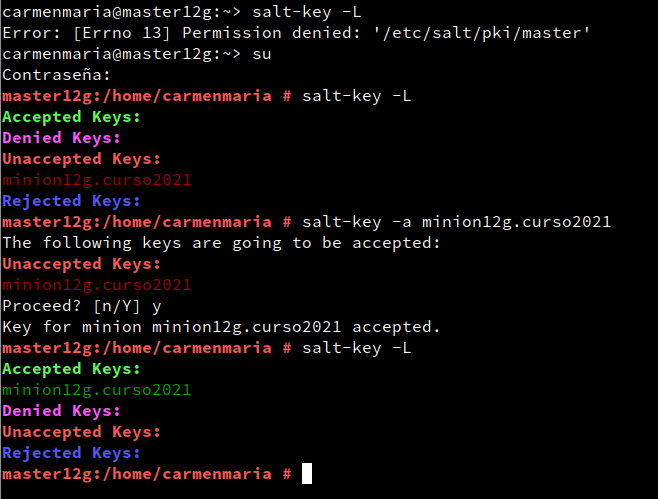 carmenmaria@master12g:~> salt-key -L
Error: [Errno 13] Permission denied: '/etc/salt/pki/master'
carmenmaria@master12g:~> su
Contraseña:
master12g:/home/carmenmaria # salt-key -L
Accepted Keys:
Denied Keys:
Unaccepted Keys:
minion12g.curso2021
Rejected Keys:
master12g:/home/carmenmaria # salt-key -a minion12g.curso2021
The following keys are going to be accepted:
Unaccepted Keys:
minion12g.curso2021
Proceed? [n/Y] y
Key for minion minion12g.curso2021 accepted.
master12g:/home/carmenmaria # salt-key -L
Accepted Keys:
minion12g.curso2021
Denied Keys:
Unaccepted Keys:
Rejected Keys:
master12g:/home/carmenmaria #